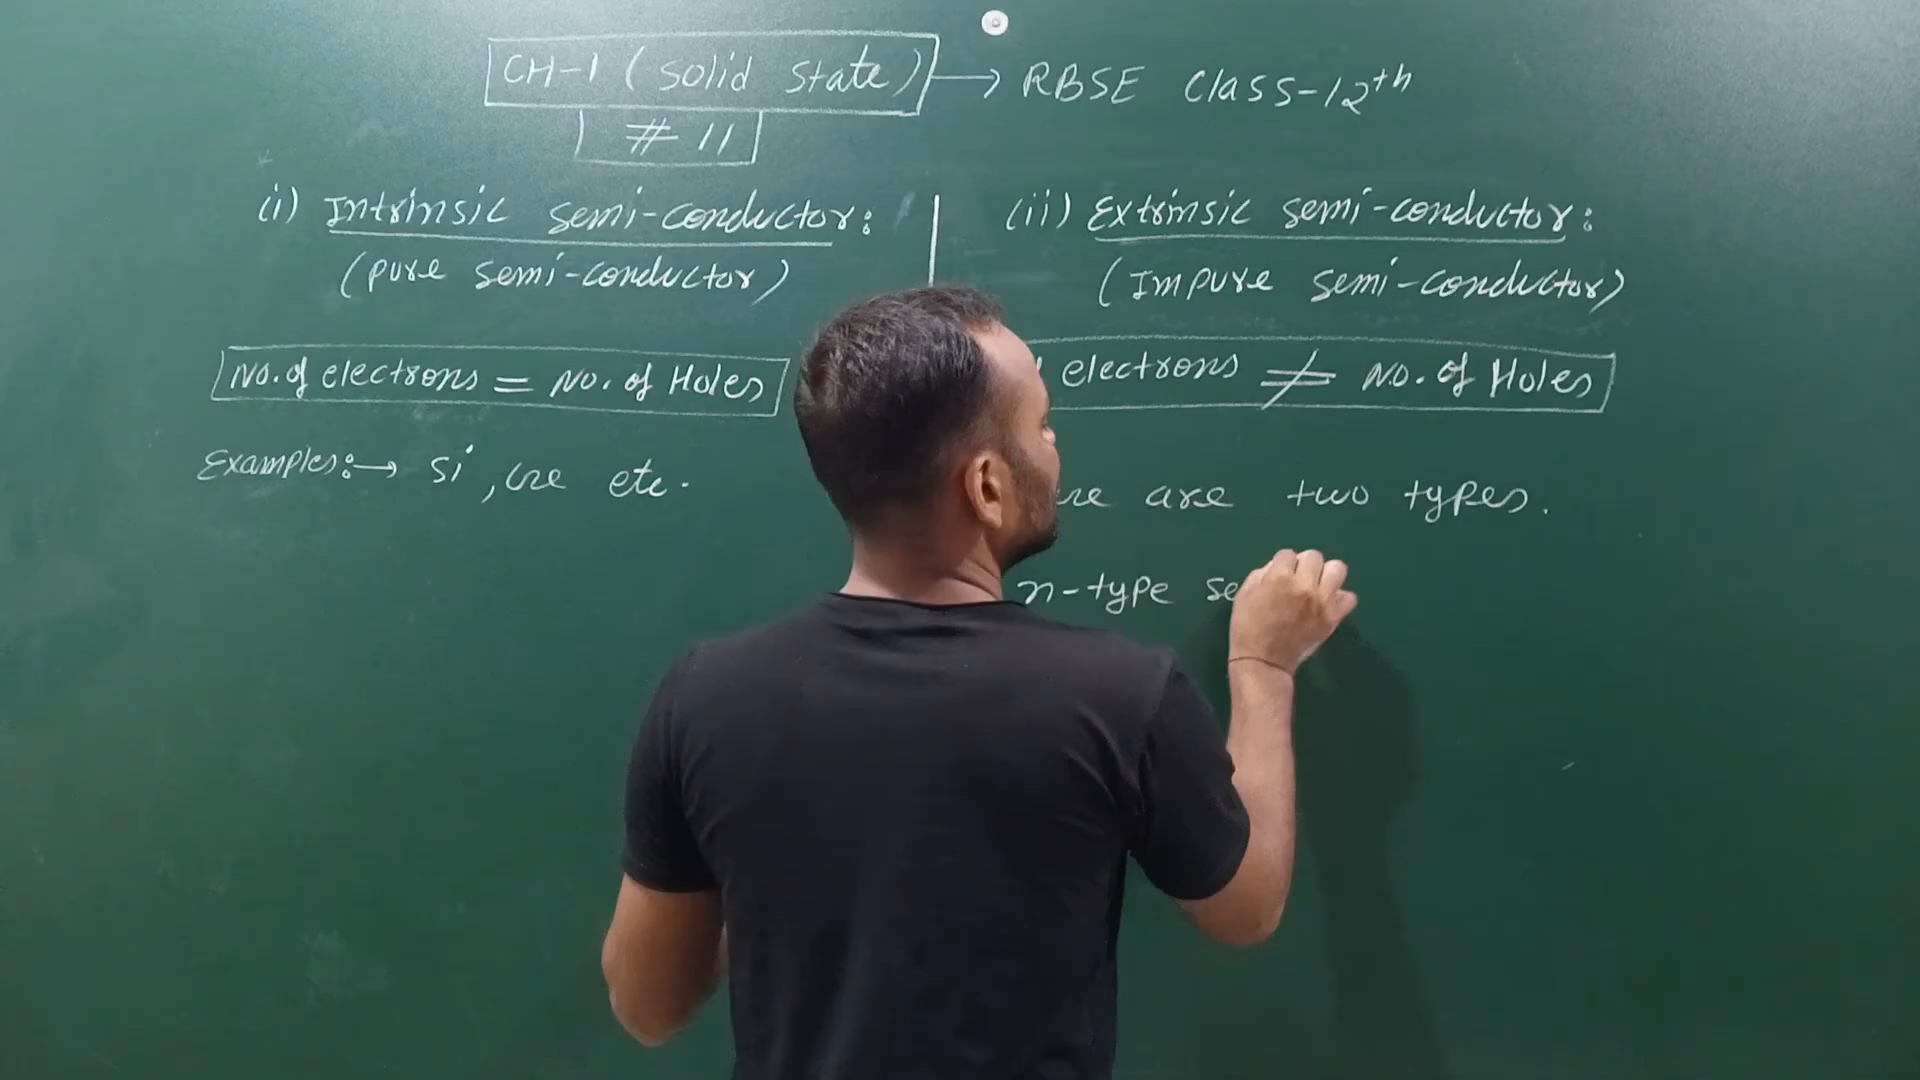 CH-1 (Solid State) → RBSE Class-12th
# 11
(i) Intrinsic semi-conductor:
(pure semi-conductor)
No. of electrons = No. of Holes
Examples:→ Si, Ge etc.
(ii) Extrinsic semi-conductor:
(Impure semi-conductor)
electrons ≠ No. of Holes
are two types.
n-type se